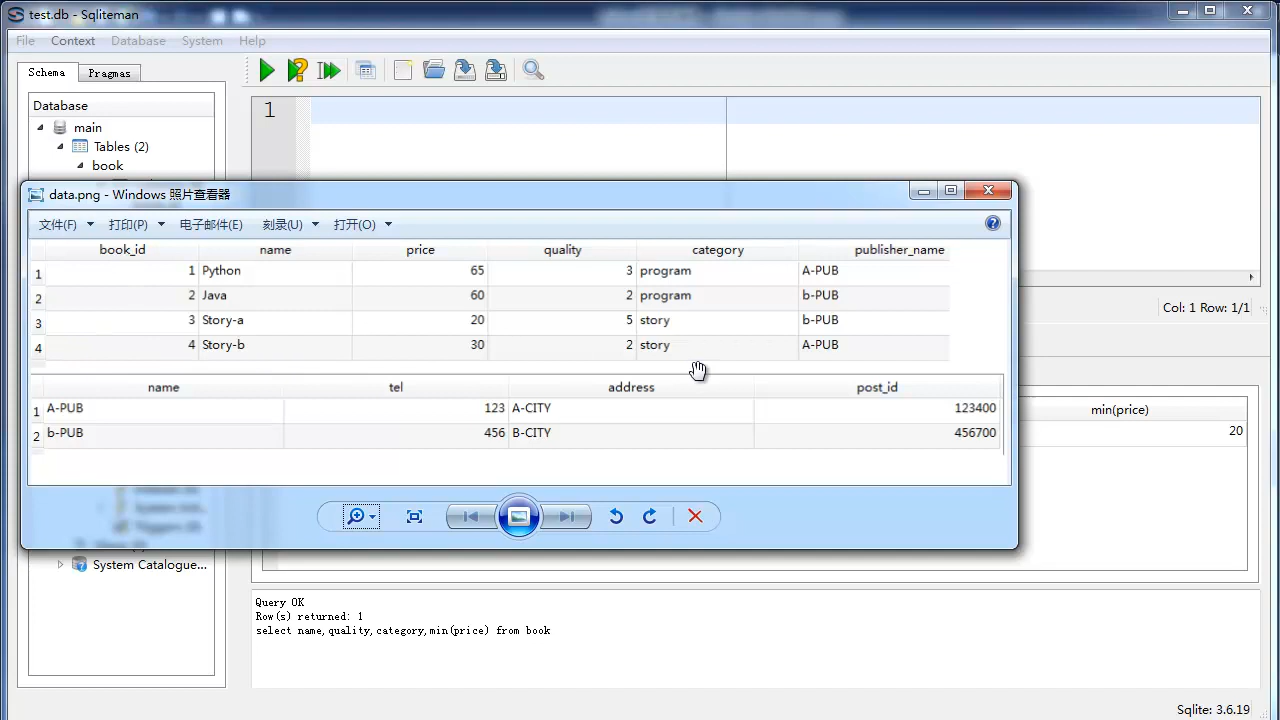 test.db - Sqliteman
File Context Database System Help
Schema Pragmas
Database
main
Tables (2)
book
1
data.png - Windows 照片查看器
文件(F) 打印(P) 电子邮件(E) 刻录(U) 打开(O)
book_id name price quality category publisher_name
1 1 Python 65 3 program A-PUB
2 2 Java 60 2 program b-PUB
3 3 Story-a 20 5 story b-PUB
4 4 Story-b 30 2 story A-PUB
name tel address post_id
1 A-PUB 123 A-CITY 123400
2 b-PUB 456 B-CITY 456700
Col: 1 Row: 1/1
min(price)
20
System Catalogue...
Query OK
Row(s) returned: 1
select name,quality,category,min(price) from book
Sqlite: 3.6.19